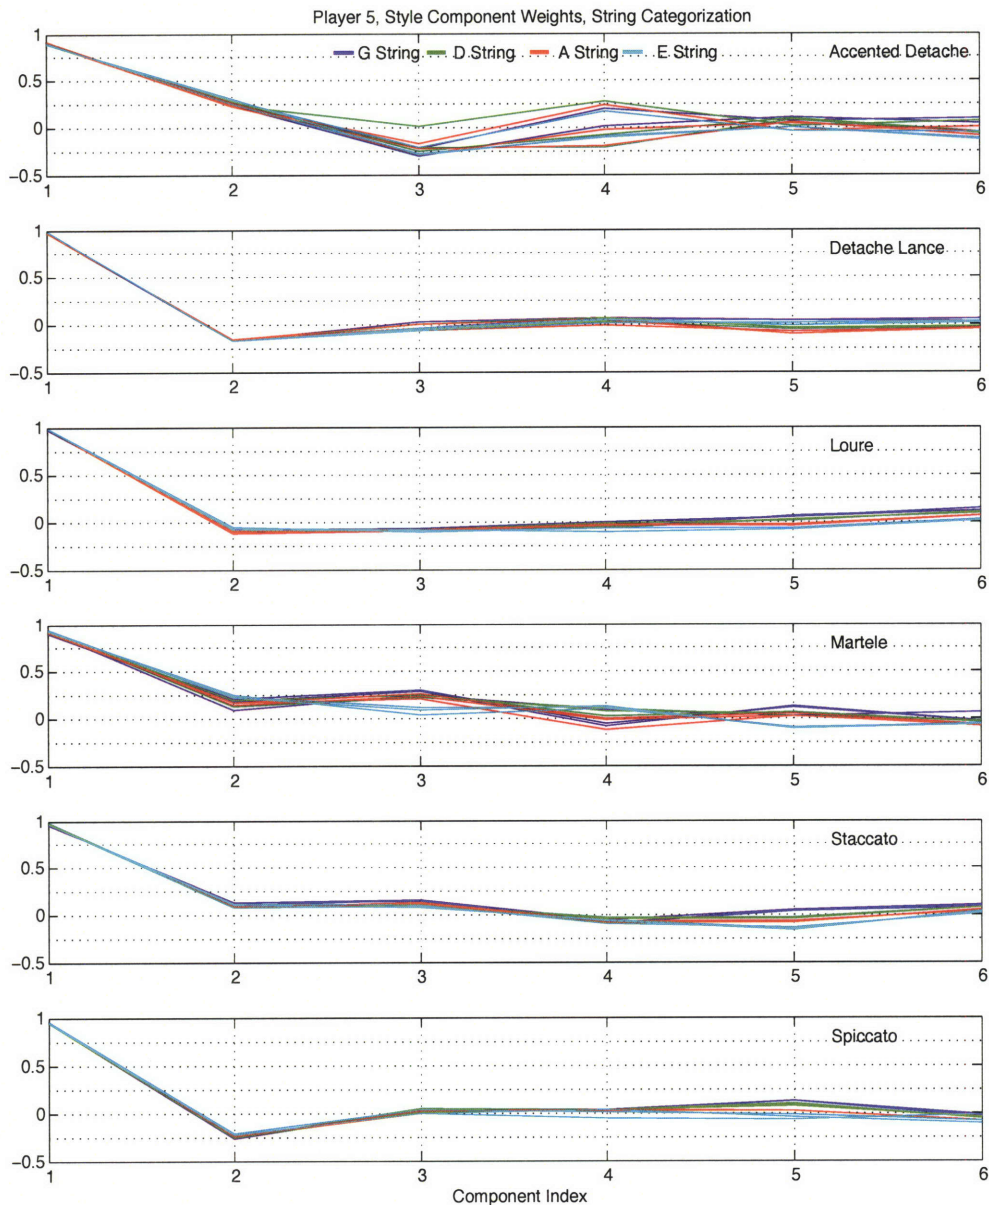 Player 5, Style Component Weights, String Categorization
G String D String A String E String
Accented Detache
1
0.5
0
−0.5
1 2 3 4 5 6
Detache Lance
1
0.5
0
−0.5
1 2 3 4 5 6
Loure
1
0.5
0
−0.5
1 2 3 4 5 6
Martele
1
0.5
0
−0.5
1 2 3 4 5 6
Staccato
1
0.5
0
−0.5
1 2 3 4 5 6
Spiccato
1
0.5
0
−0.5
1 2 3 4 5 6
Component Index